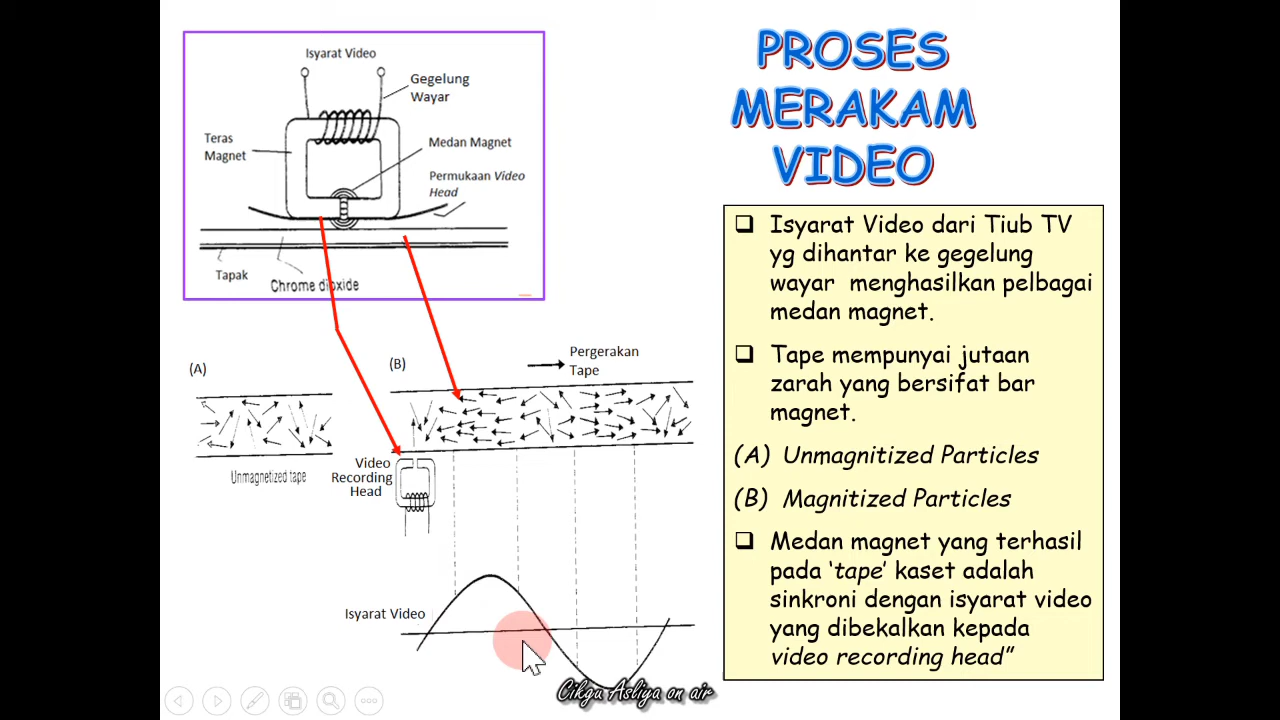 PROSES
MERAKAM
VIDEO
Isyarat Video
Gegelung
Wayar
Teras
Magnet
Medan Magnet
Permukaan Video
Head
Tapak
Chrome dioxide
(A)
Unmagnetized tape
(B)
Pergerakan
Tape
Video
Recording
Head
Isyarat Video
Isyarat Video dari Tiub TV
yg dihantar ke gegelung
wayar menghasilkan pelbagai
medan magnet.
Tape mempunyai jutaan
zarah yang bersifat bar
magnet.
(A) Unmagnitized Particles
(B) Magnitized Particles
Medan magnet yang terhasil
pada ‘tape’ kaset adalah
sinkroni dengan isyarat video
yang dibekalkan kepada
video recording head”
Cikgu Asliya on air